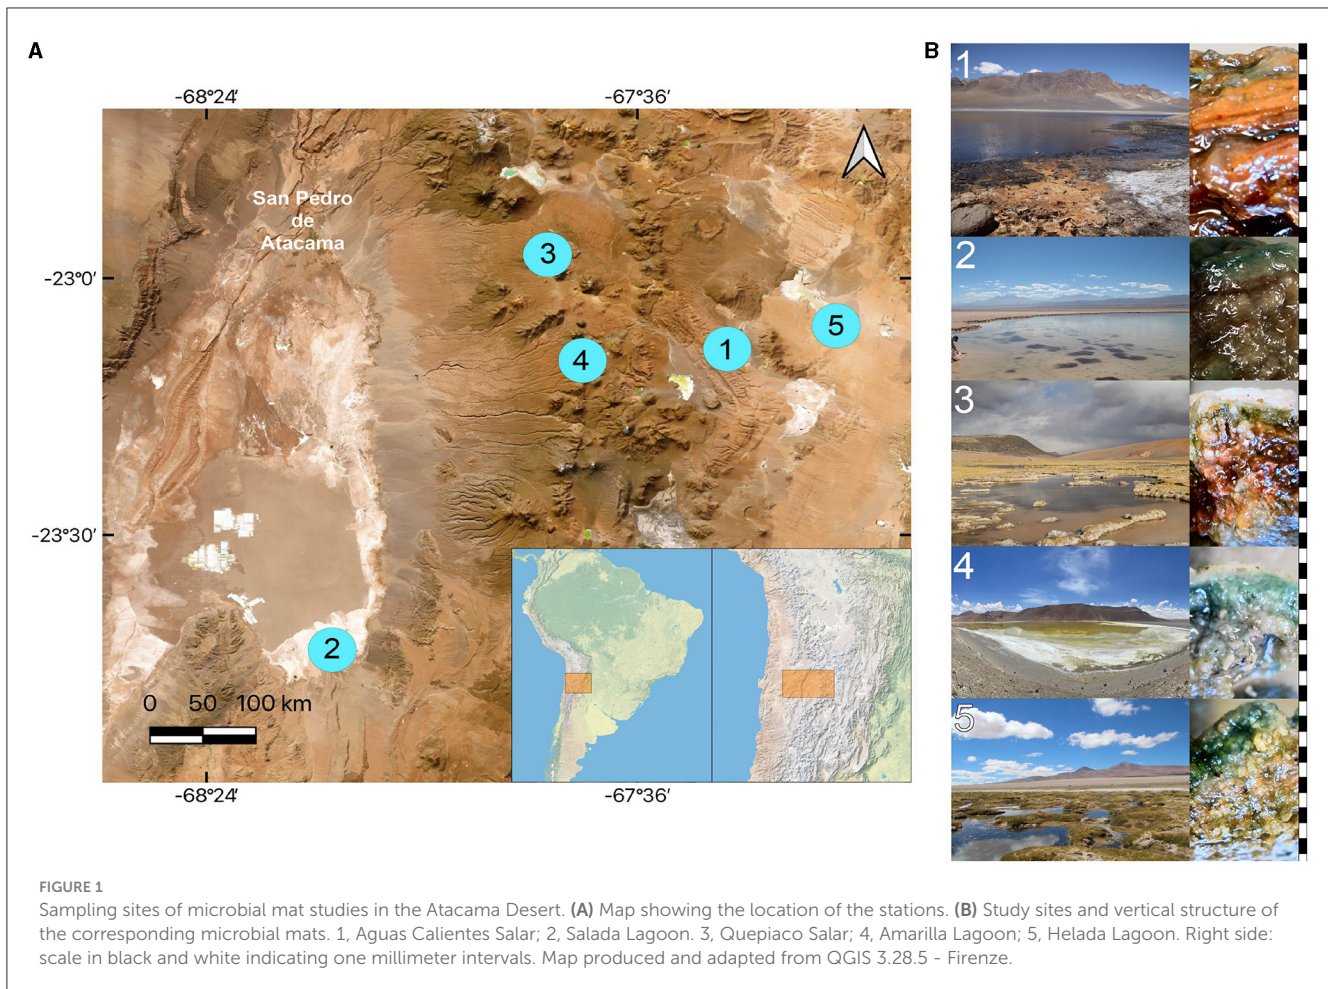 A
B
-68°24′
-67°36′
San Pedro
de
Atacama
-23°0′
-23°30′
3
5
1
4
2
0 50 100 km
-68°24′
-67°36′
1
2
3
4
5
FIGURE 1
Sampling sites of microbial mat studies in the Atacama Desert. (A) Map showing the location of the stations. (B) Study sites and vertical structure of
the corresponding microbial mats. 1, Aguas Calientes Salar; 2, Salada Lagoon. 3, Quepiaco Salar; 4, Amarilla Lagoon; 5, Helada Lagoon. Right side:
scale in black and white indicating one millimeter intervals. Map produced and adapted from QGIS 3.28.5 - Firenze.